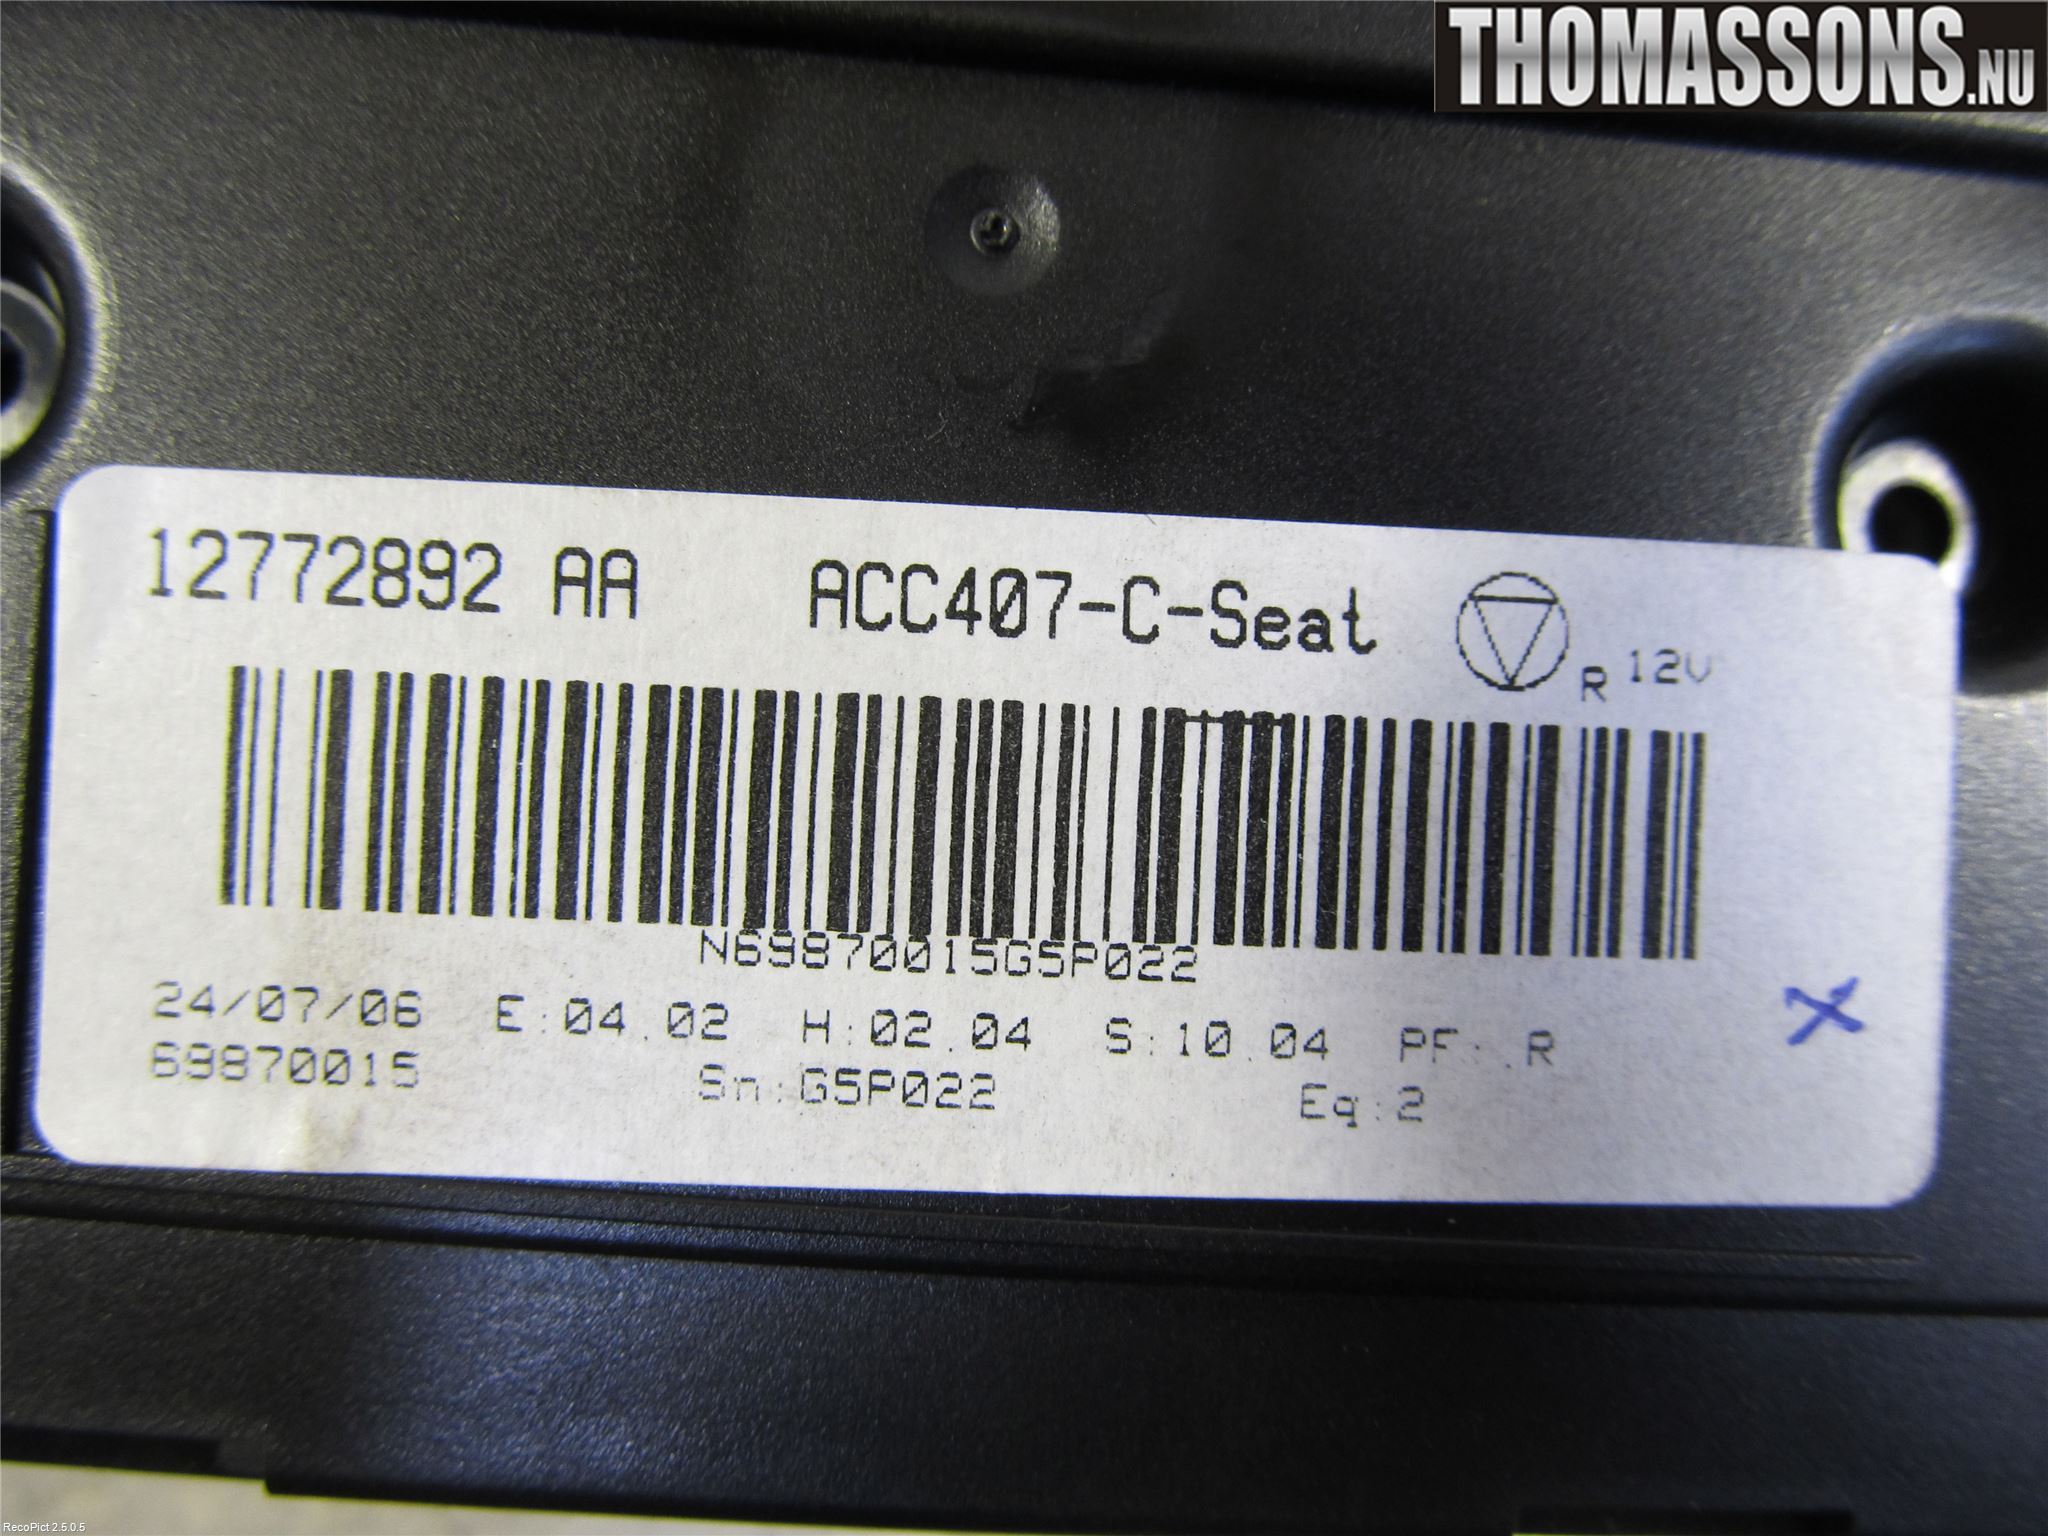 THOMASSONS.NU
12772892 AA ACC407-C-Seat R 12V
N69870015G5P022
24/07/06 E:04.02 H:02.04 S:10.04 PF:.R
69870015 Sn:G5P022 Eq:2
RecoPict 2.5.0.5